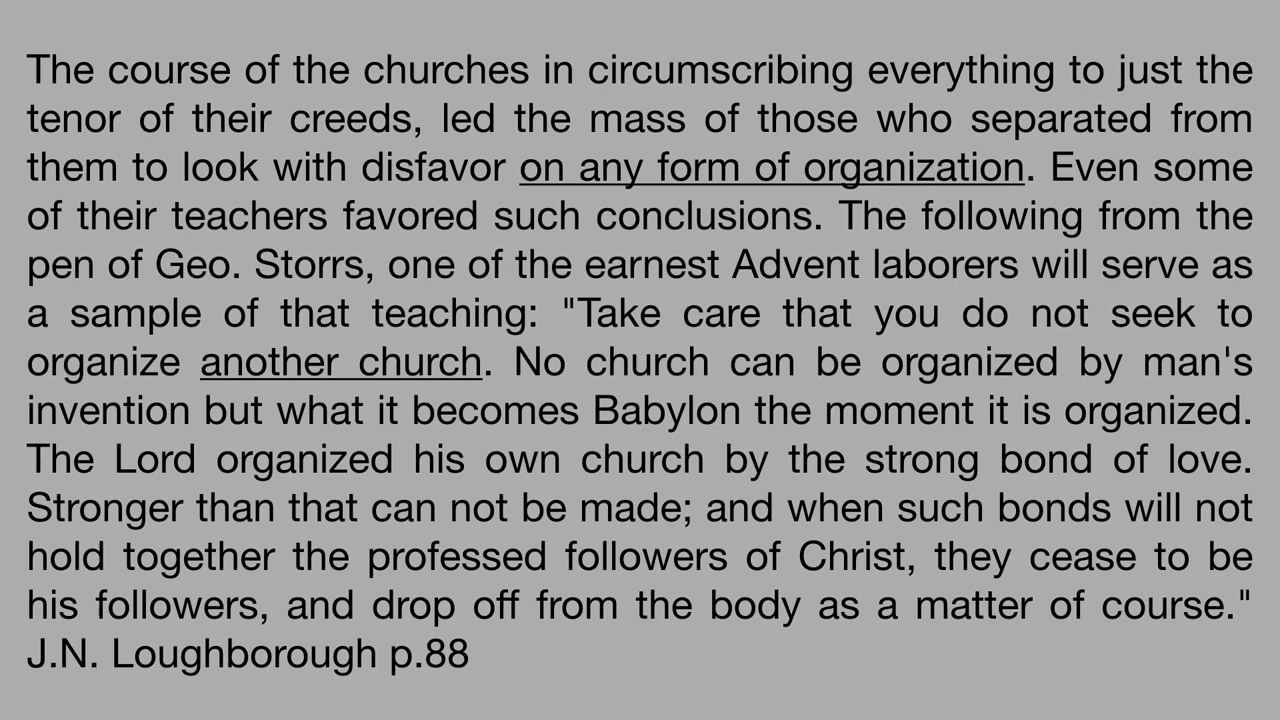 The course of the churches in circumscribing everything to just the
tenor of their creeds, led the mass of those who separated from
them to look with disfavor on any form of organization. Even some
of their teachers favored such conclusions. The following from the
pen of Geo. Storrs, one of the earnest Advent laborers will serve as
a sample of that teaching: "Take care that you do not seek to
organize another church. No church can be organized by man's
invention but what it becomes Babylon the moment it is organized.
The Lord organized his own church by the strong bond of love.
Stronger than that can not be made; and when such bonds will not
hold together the professed followers of Christ, they cease to be
his followers, and drop off from the body as a matter of course."
J.N. Loughborough p.88